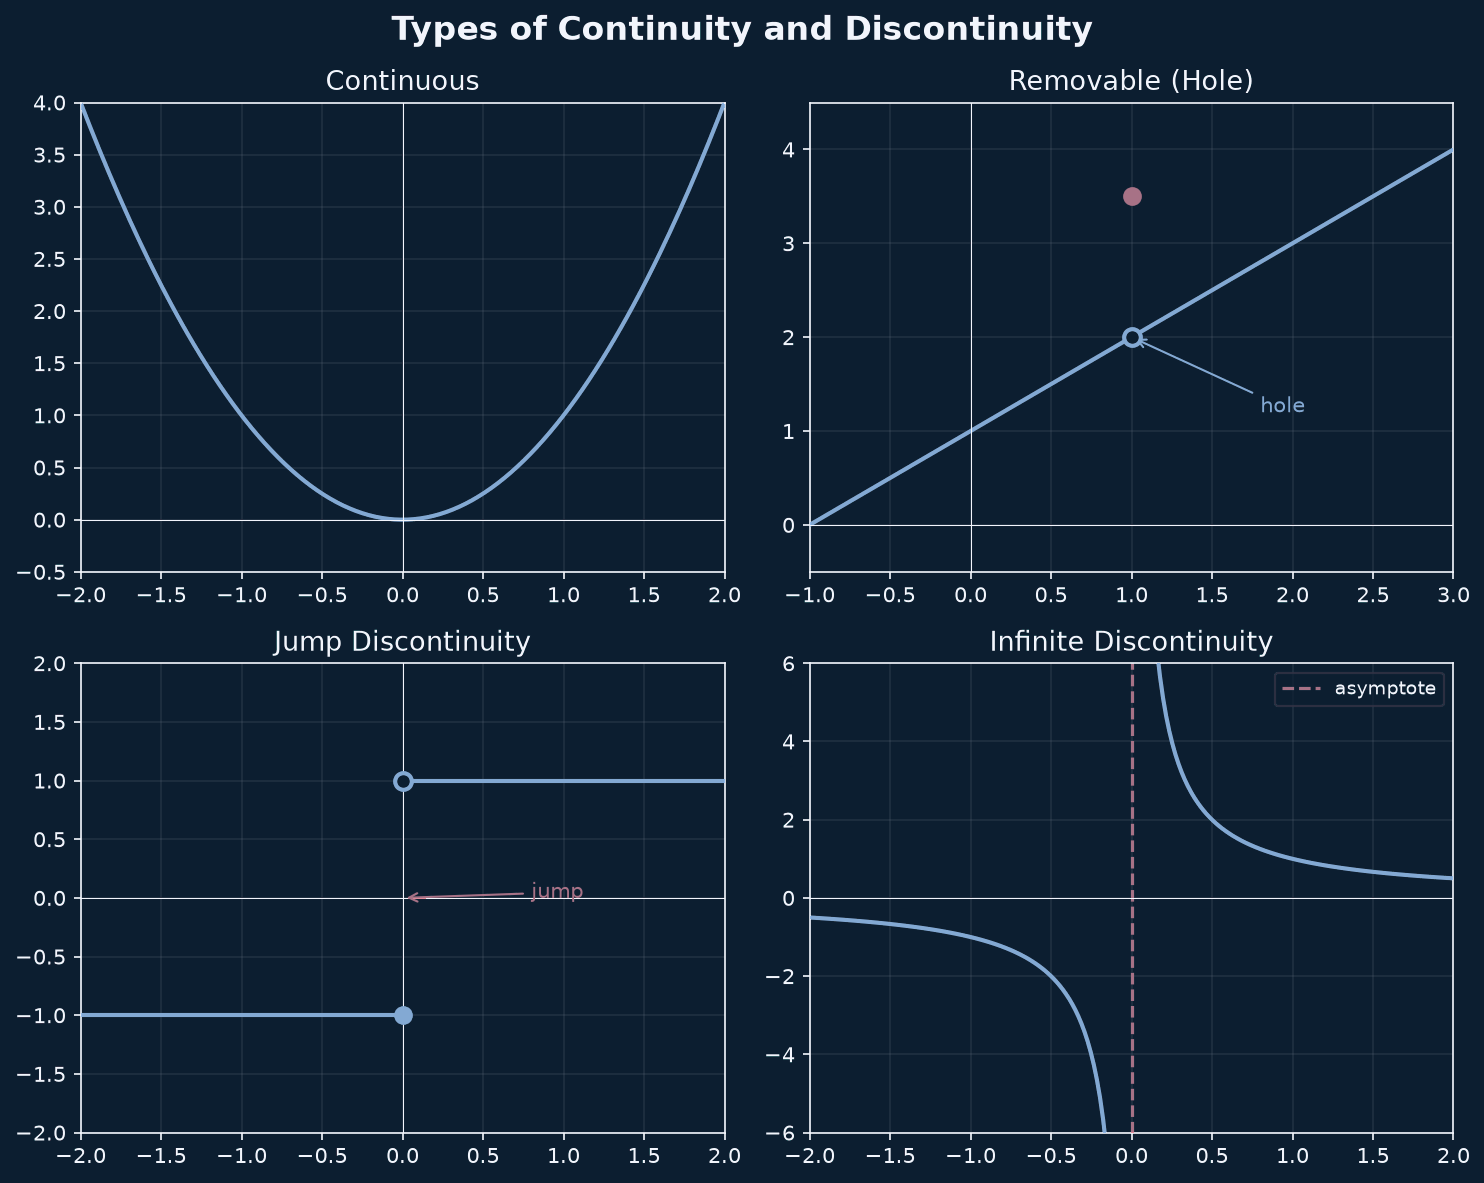 Types of Continuity and Discontinuity
Continuous
4.0
3.5
3.0
2.5
2.0
1.5
1.0
0.5
0.0
−0.5
−2.0 −1.5 −1.0 −0.5 0.0 0.5 1.0 1.5 2.0
Removable (Hole)
4
3
2
1
0
hole
−1.0 −0.5 0.0 0.5 1.0 1.5 2.0 2.5 3.0
Jump Discontinuity
2.0
1.5
1.0
0.5
0.0
−0.5
−1.0
−1.5
−2.0
jump
−2.0 −1.5 −1.0 −0.5 0.0 0.5 1.0 1.5 2.0
Infinite Discontinuity
asymptote
6
4
2
0
−2
−4
−6
−2.0 −1.5 −1.0 −0.5 0.0 0.5 1.0 1.5 2.0